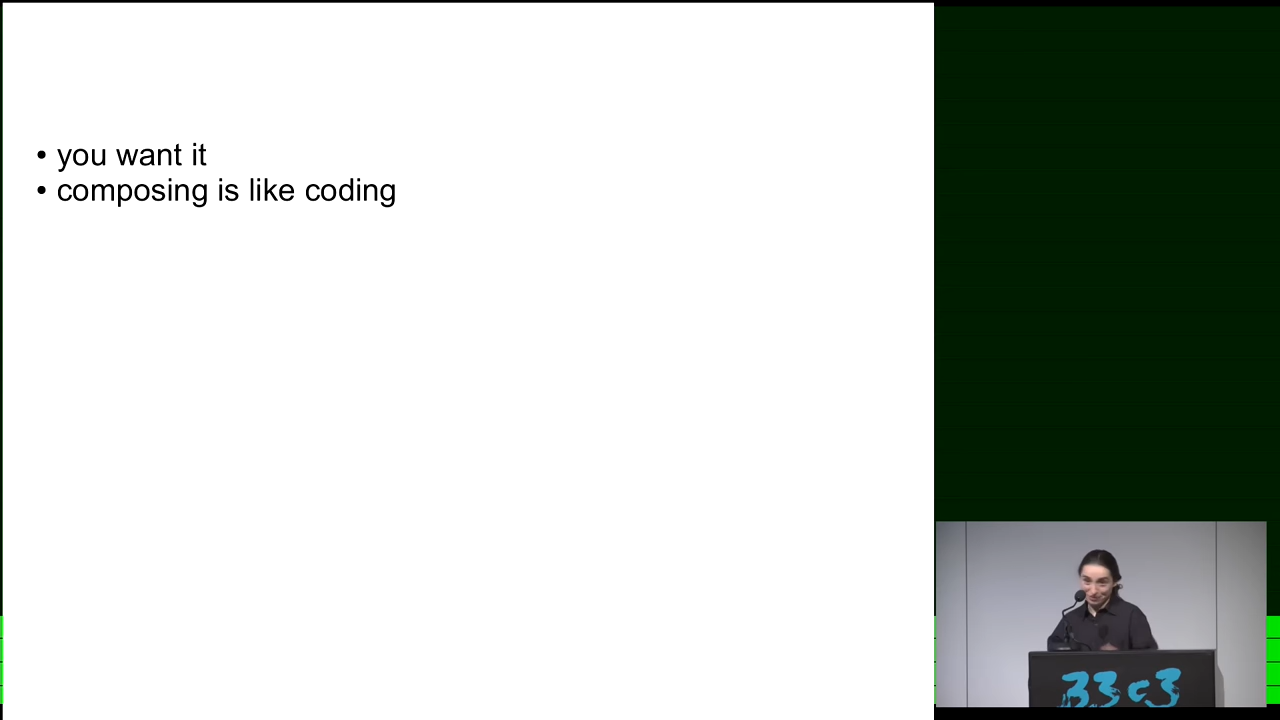 • you want it
• composing is like coding
33c3